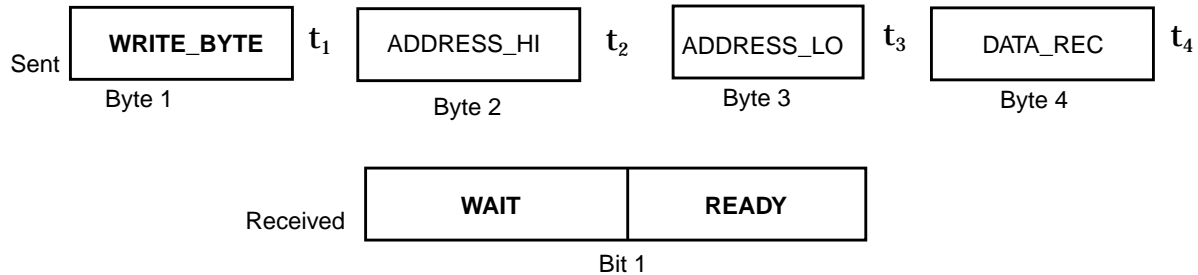 WRITE_BYTE t1 ADDRESS_HI t2 ADDRESS_LO t3 DATA_REC t4
Sent
Byte 1 Byte 2 Byte 3 Byte 4
WAIT READY
Received
Bit 1